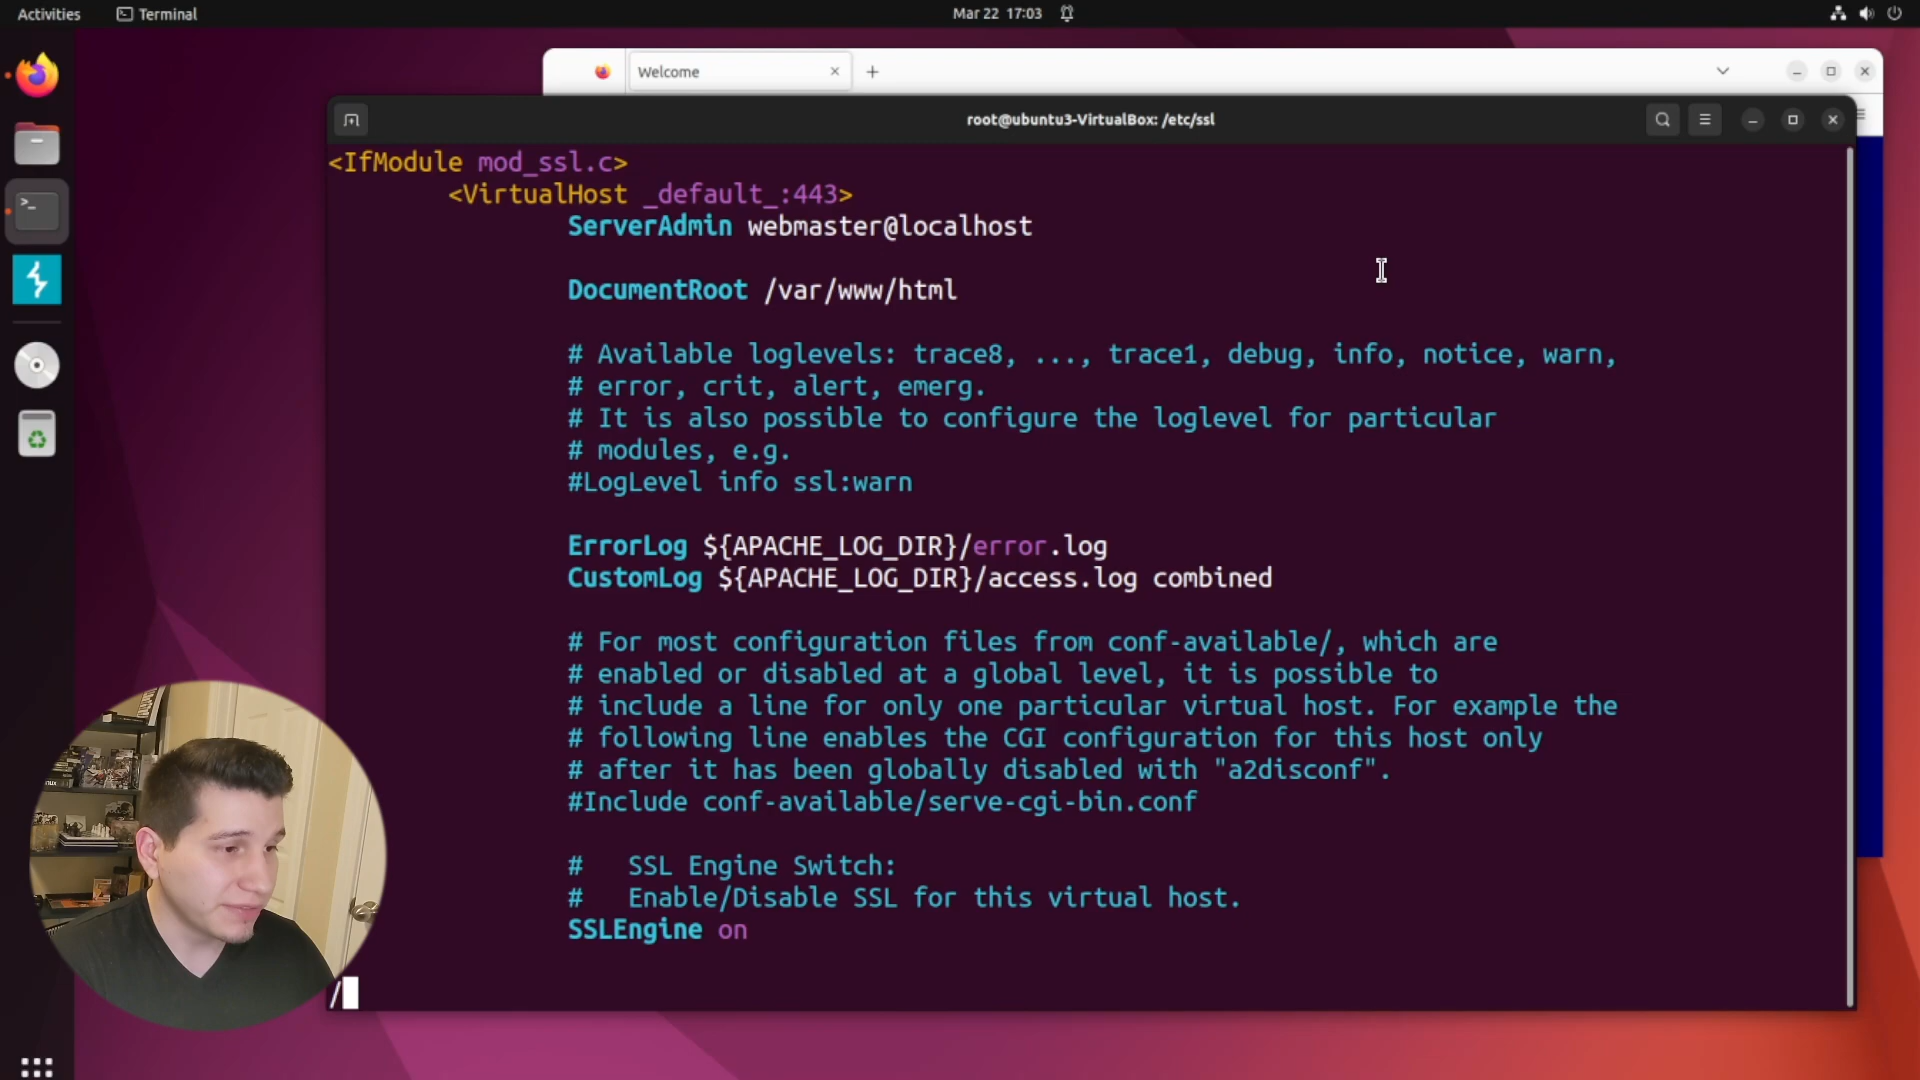 Activities
Terminal
Mar 22 17:03
Welcome
root@ubuntu3-VirtualBox: /etc/ssl
<IfModule mod_ssl.c>
<VirtualHost _default_:443>
ServerAdmin webmaster@localhost
DocumentRoot /var/www/html
# Available loglevels: trace8, ..., trace1, debug, info, notice, warn,
# error, crit, alert, emerg.
# It is also possible to configure the loglevel for particular
# modules, e.g.
#LogLevel info ssl:warn
ErrorLog ${APACHE_LOG_DIR}/error.log
CustomLog ${APACHE_LOG_DIR}/access.log combined
# For most configuration files from conf-available/, which are
# enabled or disabled at a global level, it is possible to
# include a line for only one particular virtual host. For example the
# following line enables the CGI configuration for this host only
# after it has been globally disabled with "a2disconf".
#Include conf-available/serve-cgi-bin.conf
#   SSL Engine Switch:
#   Enable/Disable SSL for this virtual host.
SSLEngine on
/